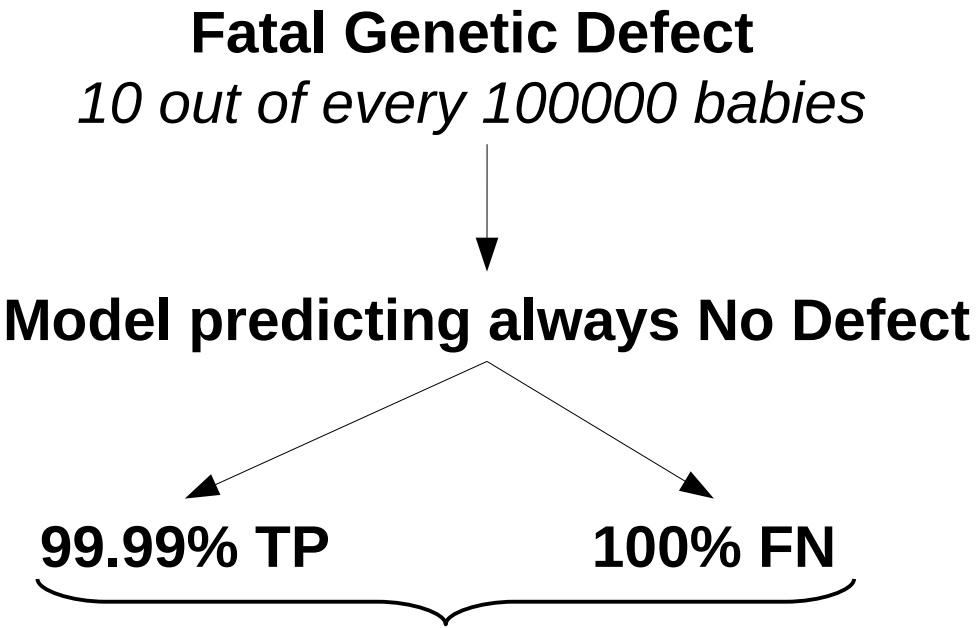 Fatal Genetic Defect
10 out of every 100000 babies
Model predicting always No Defect
99.99% TP
100% FN